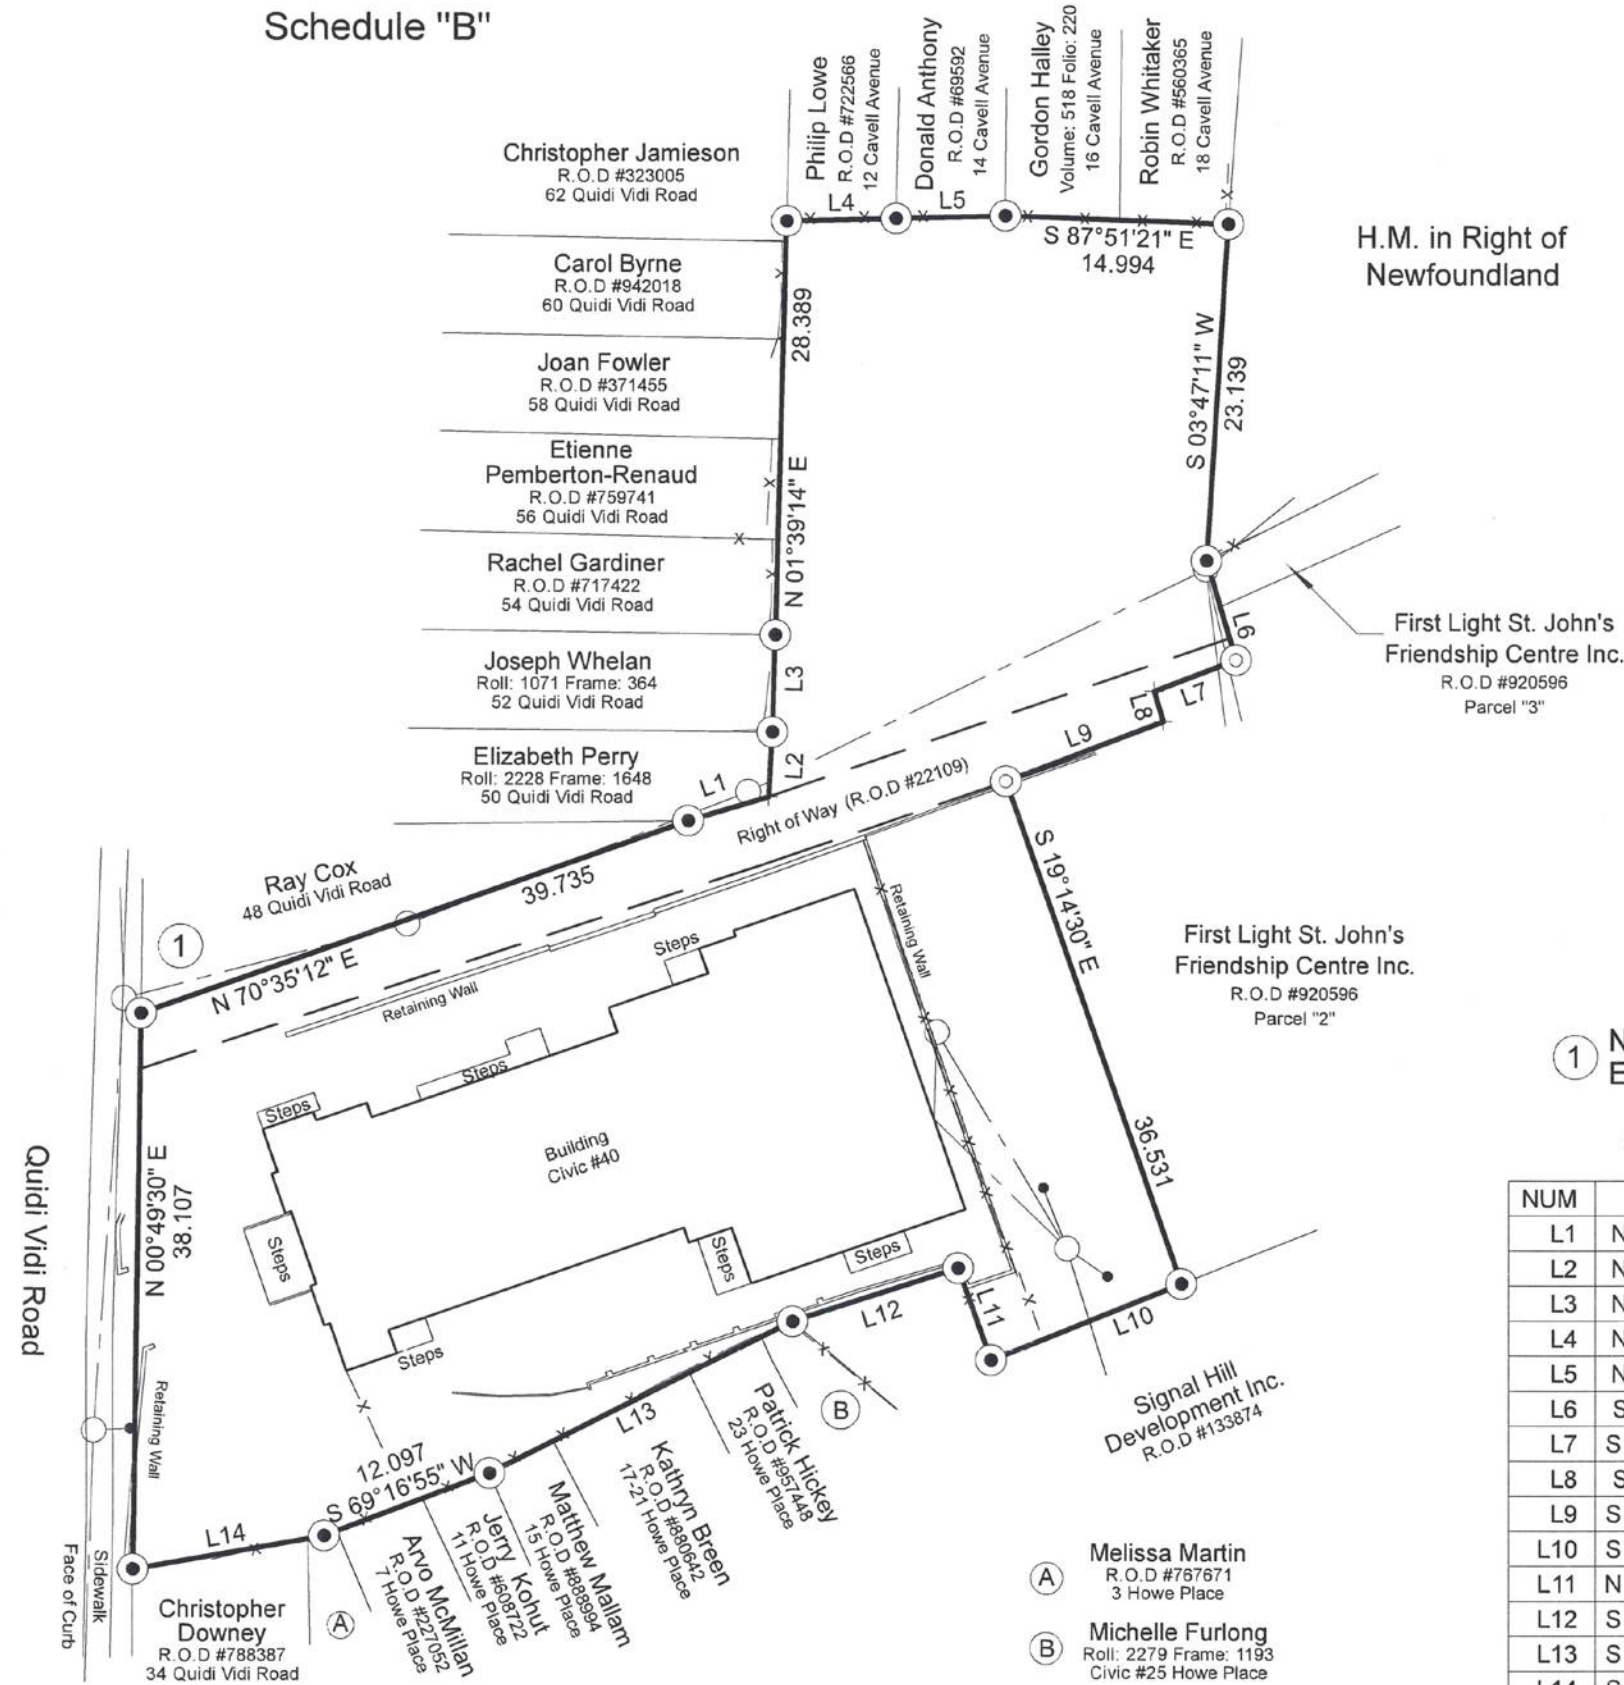 Schedule "B"
Philip Lowe
R.O.D #722566
12 Cavell Avenue
Donald Anthony
R.O.D #69592
14 Cavell Avenue
Gordon Halley
Volume: 518 Folio: 220
16 Cavell Avenue
Robin Whitaker
R.O.D #560365
18 Cavell Avenue
Christopher Jamieson
R.O.D #323005
62 Quidi Vidi Road
L4
L5
S 87°51'21" E
14.994
H.M. in Right of
Newfoundland
Carol Byrne
R.O.D #942018
60 Quidi Vidi Road
28.389
Joan Fowler
R.O.D #371455
58 Quidi Vidi Road
S 03°47'11" W
23.139
Etienne
Pemberton-Renaud
R.O.D #759741
56 Quidi Vidi Road
N 01°39'14" E
Rachel Gardiner
R.O.D #717422
54 Quidi Vidi Road
First Light St. John's
Friendship Centre Inc.
R.O.D #920596
Parcel "3"
L6
Joseph Whelan
Roll: 1071 Frame: 364
52 Quidi Vidi Road
L3
L7
L8
L9
Elizabeth Perry
Roll: 2228 Frame: 1648
50 Quidi Vidi Road
L1
L2
Right of Way (R.O.D #22109)
Ray Cox
48 Quidi Vidi Road
39.735
1
N 70°35'12" E
S 19°14'30" E
36.531
Retaining Wall
Steps
Retaining Wall
First Light St. John's
Friendship Centre Inc.
R.O.D #920596
Parcel "2"
Steps
Steps
Building
Civic #40
1
N
E
Quidi Vidi Road
N 00°49'30" E
38.107
Steps
Steps
Steps
Steps
L12
L11
L10
Retaining Wall
Signal Hill
Development Inc.
R.O.D #133874
B
L13
12.097
S 69°16'55" W
L14
Patrick Hickey
R.O.D #957448
23 Howe Place
Kathryn Breen
R.O.D #880642
17-21 Howe Place
Matthew Mallam
R.O.D #888994
15 Howe Place
Jerry Kohut
R.O.D #608722
11 Howe Place
Arvo McMillan
R.O.D #227052
7 Howe Place
A
Sidewalk
Face of Curb
Christopher
Downey
R.O.D #788387
34 Quidi Vidi Road
A
Melissa Martin
R.O.D #767671
3 Howe Place
B
Michelle Furlong
Roll: 2279 Frame: 1193
Civic #25 Howe Place
NUM
L1 N
L2 N
L3 N
L4 N
L5 N
L6 S
L7 S
L8 S
L9 S
L10 S
L11 N
L12 S
L13 S
L14 S